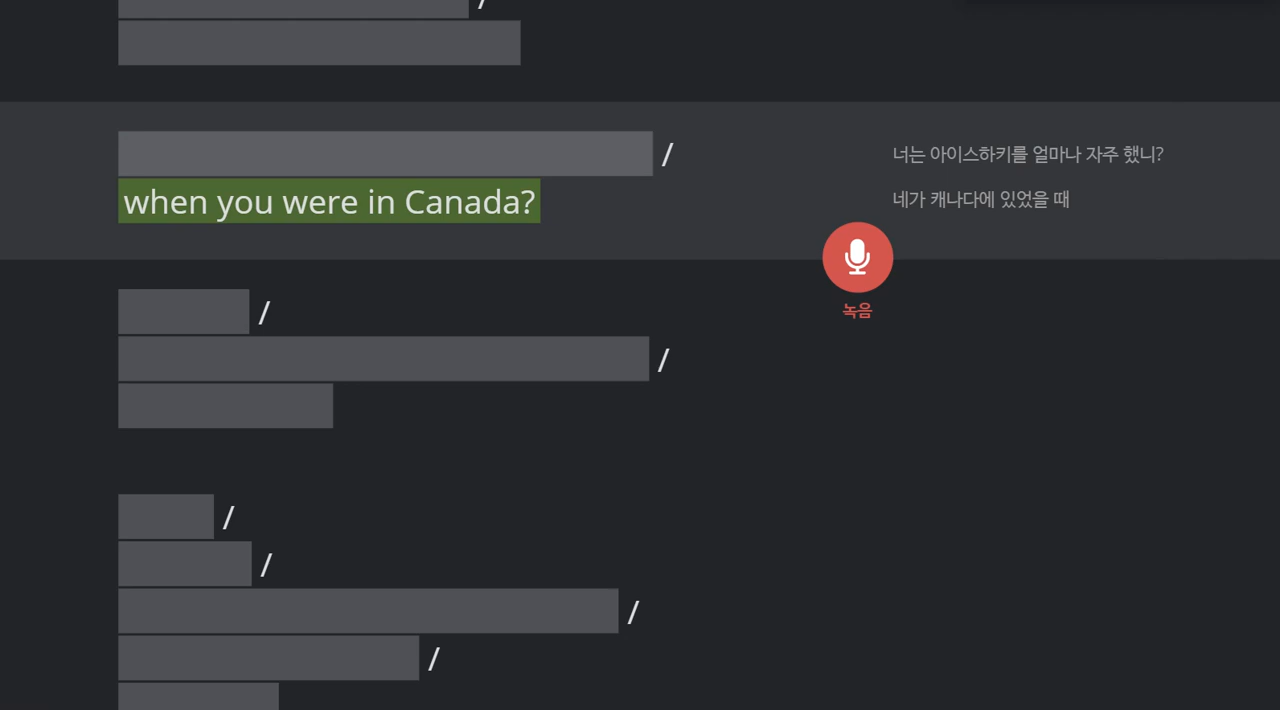 /
/
when you were in Canada?
너는 아이스하키를 얼마나 자주 했니?
네가 캐나다에 있었을 때
녹음
/
/
/
/
/
/